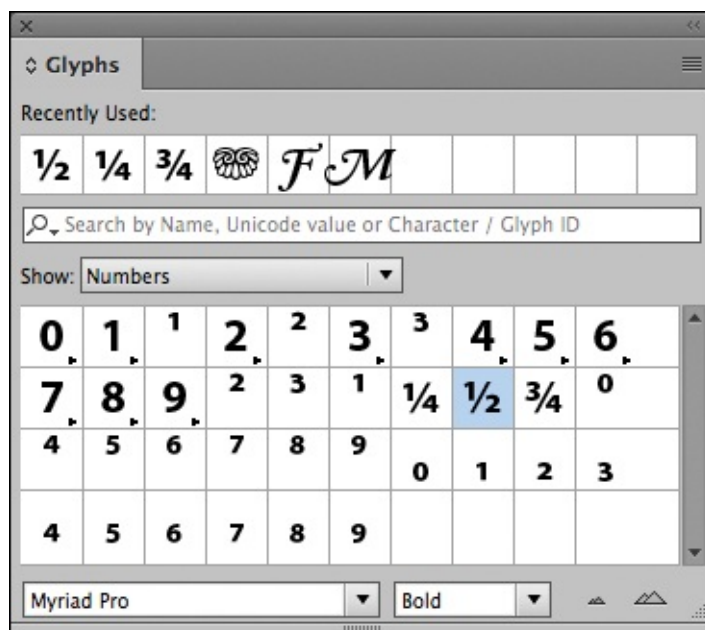 Glyphs
Recently Used:
½ ¼ ¾ F M
Search by Name, Unicode value or Character / Glyph ID
Show: Numbers
0 1 ¹ 2 ² 3 ³ 4 5 6
7 8 9 ² ³ ¹ ¼ ½ ¾ ⁰
⁴ ⁵ ⁶ ⁷ ⁸ ⁹ ₀ ₁ ₂ ₃
₄ ₅ ₆ ₇ ₈ ₉
Myriad Pro Bold